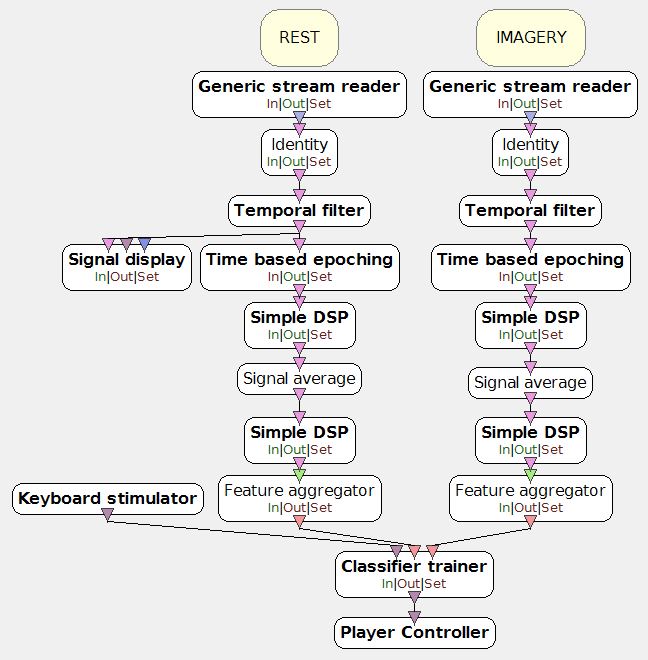 REST
IMAGERY
Generic stream reader
In|Out|Set
Generic stream reader
In|Out|Set
Identity
In|Out|Set
Identity
In|Out|Set
Temporal filter
Temporal filter
Signal display
In|Out|Set
Time based epoching
In|Out|Set
Time based epoching
In|Out|Set
Simple DSP
In|Out|Set
Simple DSP
In|Out|Set
Signal average
Signal average
Simple DSP
In|Out|Set
Simple DSP
In|Out|Set
Keyboard stimulator
Feature aggregator
In|Out|Set
Feature aggregator
In|Out|Set
Classifier trainer
In|Out|Set
Player Controller